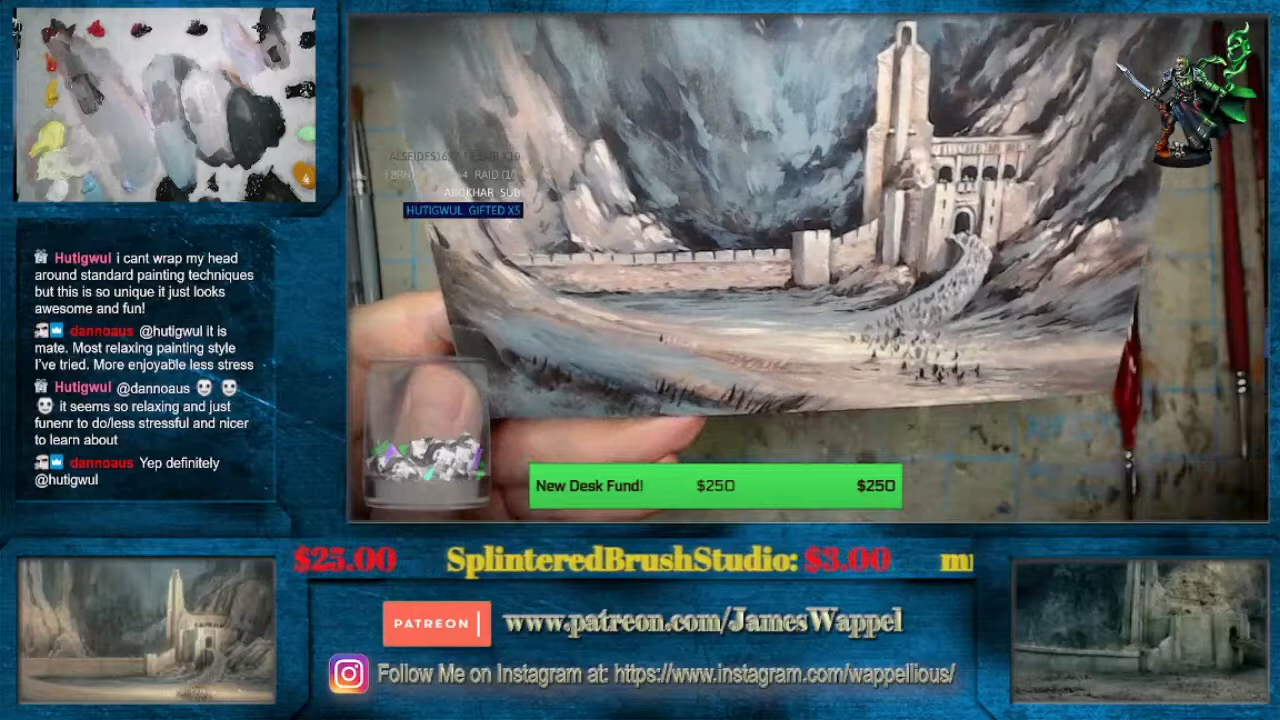 RAID (10
ABOKHAR SUB
HUTIGWUL GIFTED X5
Hutigwul i cant wrap my head
around standard painting techniques
but this is so unique it just looks
awesome and fun!
dannoaus @hutigwul it is
mate. Most relaxing painting style
I've tried. More enjoyable less stress
Hutigwul @dannoaus
it seems so relaxing and just
funenr to do/less stressful and nicer
to learn about
dannoaus Yep definitely
@hutigwul
New Desk Fund! $250 $250
$25.00 SplinteredBrushStudio: $3.00
PATREON www.patreon.com/JamesWappel
Follow Me on Instagram at: https://www.instagram.com/wappellious/